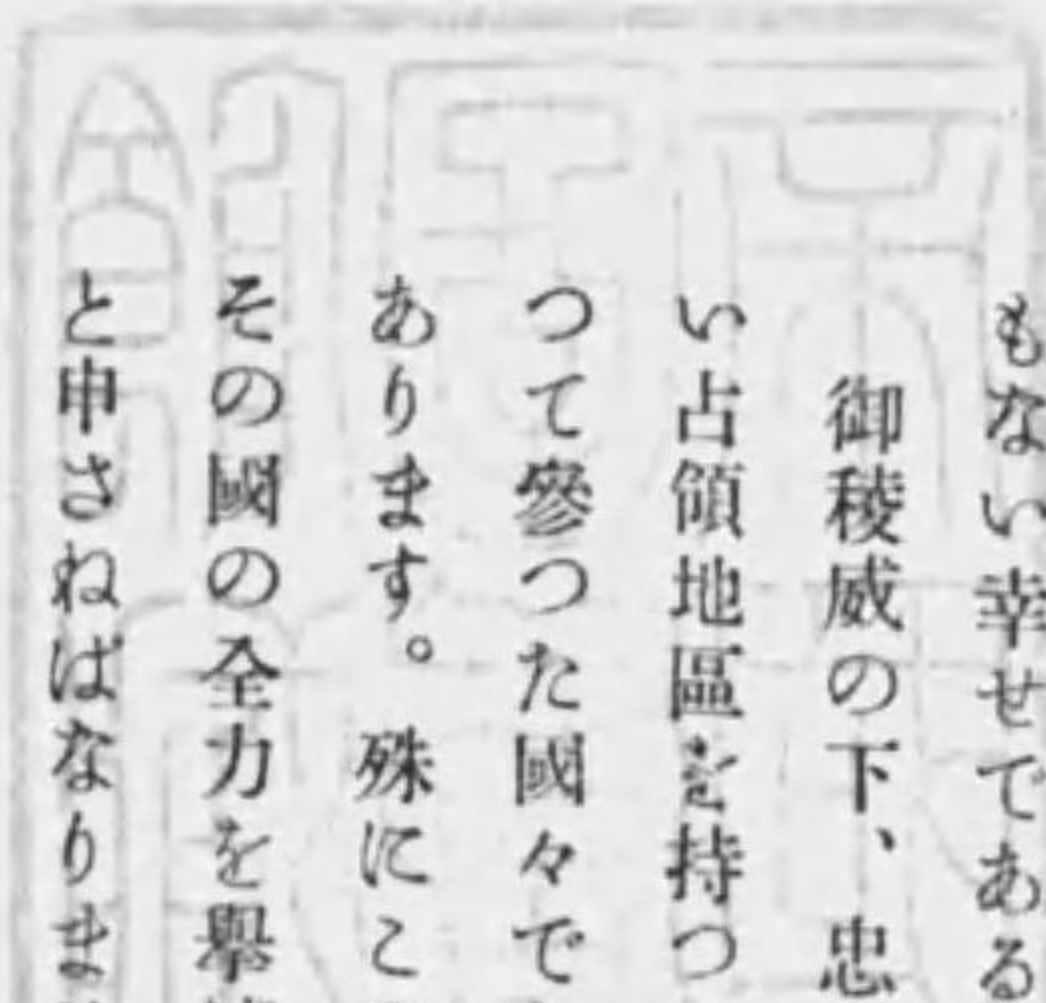 もない幸せである
御稜威の下、忠
い占領地區を持つ
つて參つた國々で
あります。殊にこ
その國の全力を擧
と申さねばなりま